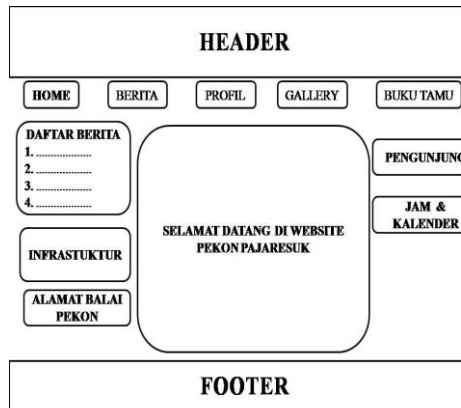 HEADER
HOME
BERITA
PROFIL
GALLERY
BUKU TAMU
DAFTAR BERITA
1. ....................
2. ....................
3. ....................
4. ....................
INFRASTUKTUR
ALAMAT BALAI
PEKON
SELAMAT DATANG DI WEBSITE
PEKON PAJARESUK
PENGUNJUNG
JAM &
KALENDER
FOOTER